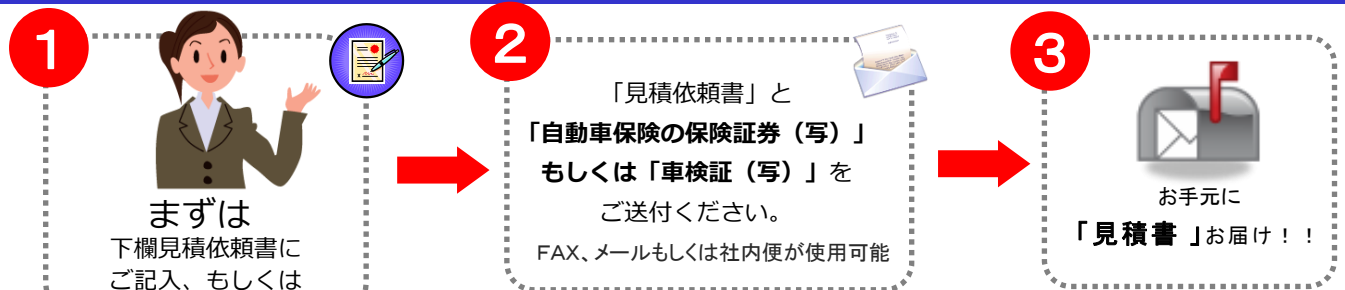 1
まずは
下欄見積依頼書に
ご記入、もしくは
2
「見積依頼書」と
「自動車保険の保険証券（写）」
もしくは「車検証（写）」を
ご送付ください。
FAX、メールもしくは社内便が使用可能
3
お手元に
「見積書 」お届け！！